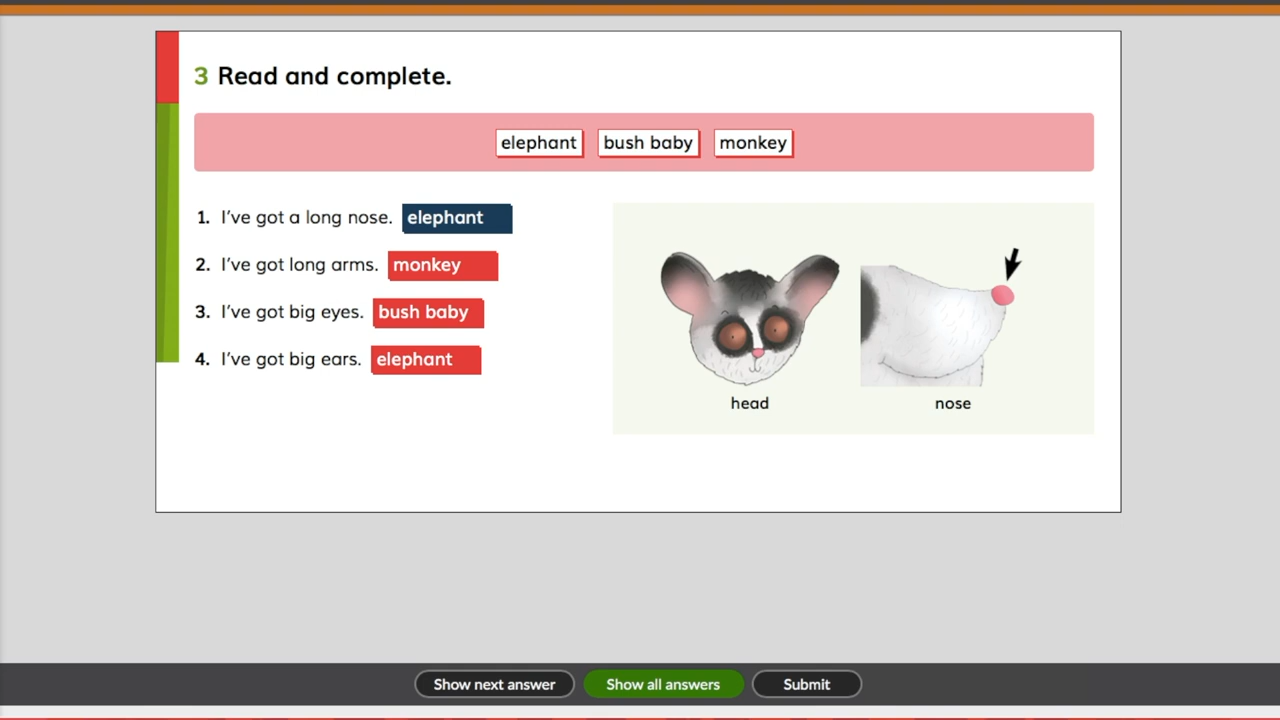 3 Read and complete.
elephant bush baby monkey
1. I've got a long nose. elephant
2. I've got long arms. monkey
3. I've got big eyes. bush baby
4. I've got big ears. elephant
head nose
Show next answer Show all answers Submit